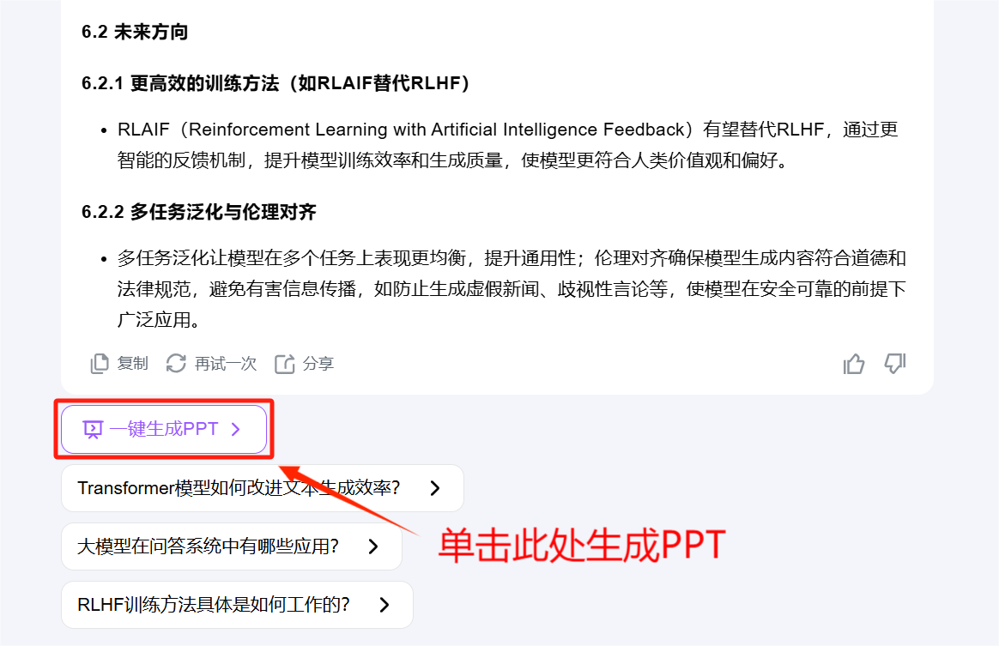 6.2 未来方向
6.2.1 更高效的训练方法（如RLAIF替代RLHF）
• RLAIF（Reinforcement Learning with Artificial Intelligence Feedback）有望替代RLHF，通过更
智能的反馈机制，提升模型训练效率和生成质量，使模型更符合人类价值观和偏好。
6.2.2 多任务泛化与伦理对齐
• 多任务泛化让模型在多个任务上表现更均衡，提升通用性；伦理对齐确保模型生成内容符合道德和
法律规范，避免有害信息传播，如防止生成虚假新闻、歧视性言论等，使模型在安全可靠的前提下
广泛应用。
复制 再试一次 分享
一键生成PPT
Transformer模型如何改进文本生成效率？
大模型在问答系统中有哪些应用？
单击此处生成PPT
RLHF训练方法具体是如何工作的？